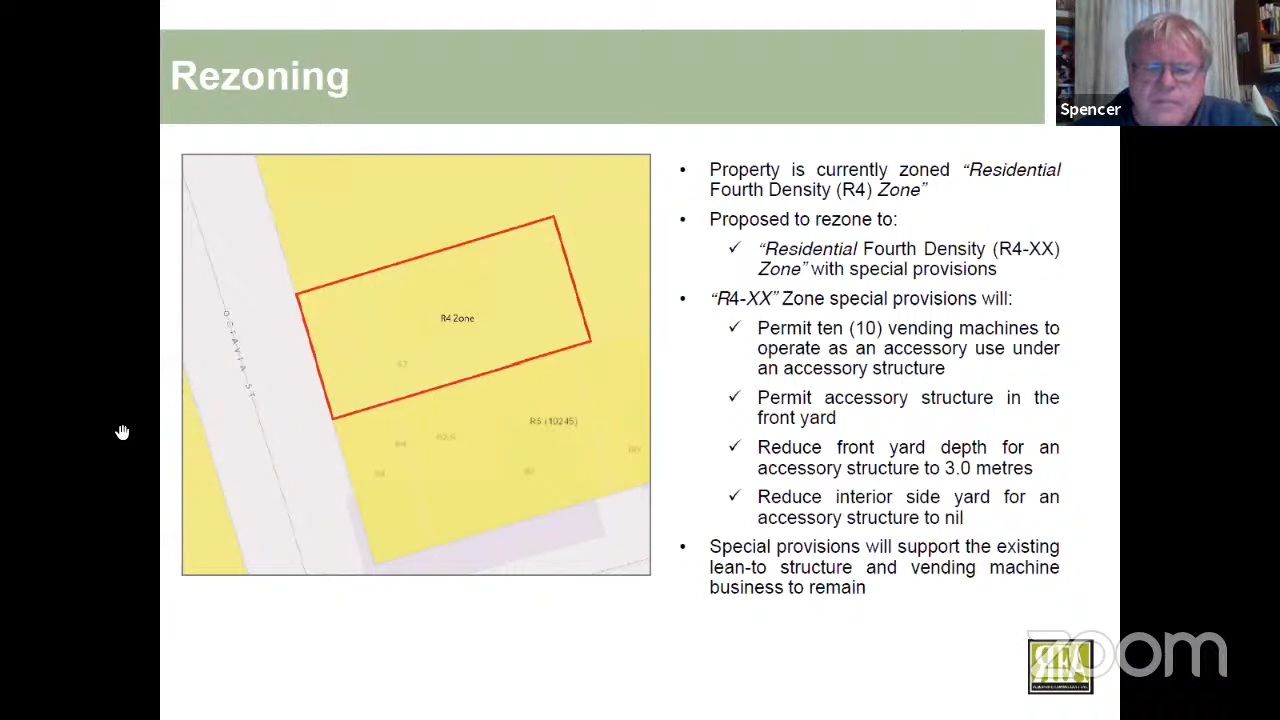 Rezoning
Spencer
R4 Zone
57
OCTAVIA ST
R5 (10245)
• Property is currently zoned “Residential
Fourth Density (R4) Zone”
• Proposed to rezone to:
✓ “Residential Fourth Density (R4-XX)
Zone” with special provisions
• “R4-XX” Zone special provisions will:
✓ Permit ten (10) vending machines to
operate as an accessory use under
an accessory structure
✓ Permit accessory structure in the
front yard
✓ Reduce front yard depth for an
accessory structure to 3.0 metres
✓ Reduce interior side yard for an
accessory structure to nil
• Special provisions will support the existing
lean-to structure and vending machine
business to remain
RFA
zoom